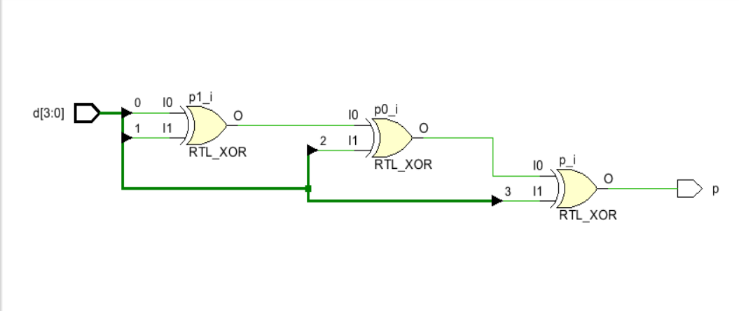 d[3:0]
0 I0 p1_i O
1 I1
RTL_XOR
I0 p0_i O
2 I1
RTL_XOR
I0 p_i O
3 I1
RTL_XOR
p